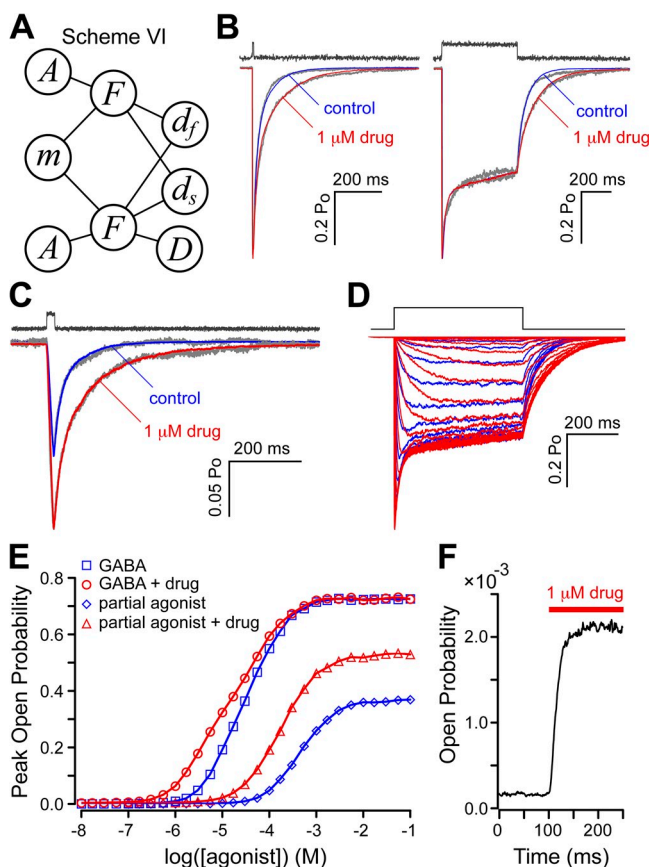 A
Scheme VI
A
F
d_f
m
d_s
F
A
D
B
control
1 μM drug
200 ms
0.2 Po
control
1 μM drug
200 ms
0.2 Po
C
control
1 μM drug
200 ms
0.05 Po
D
200 ms
0.2 Po
E
GABA
GABA + drug
partial agonist
partial agonist + drug
Peak Open Probability
0.8
0.6
0.4
0.2
0.0
-8 -7 -6 -5 -4 -3 -2 -1
log([agonist]) (M)
F
×10⁻³
1 μM drug
Open Probability
2.0
1.0
0.0
0 100 200
Time (ms)